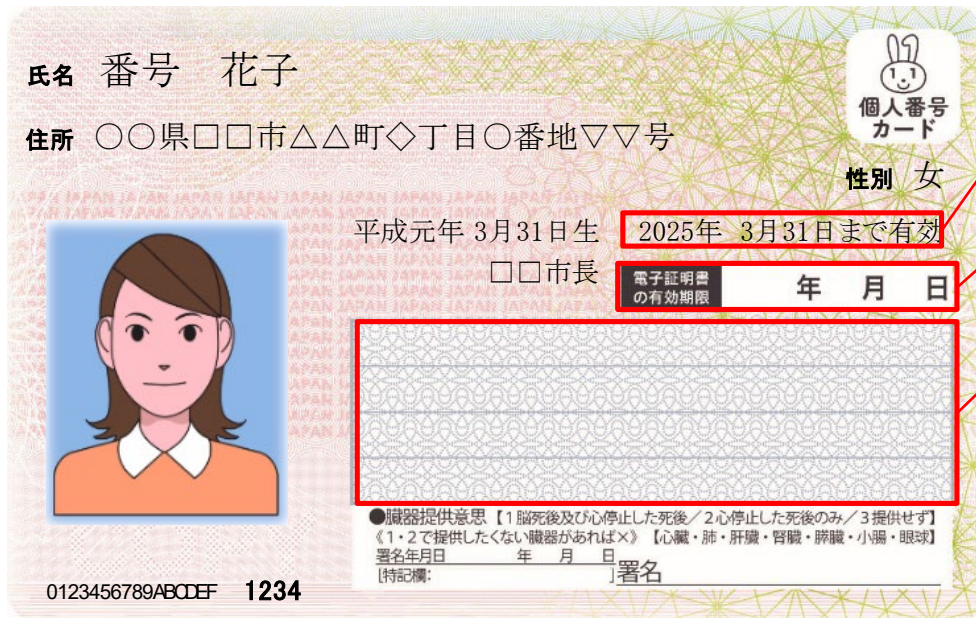 氏名 番号 花子
個人番号
カード
住所 〇〇県□□市△△町◇丁目〇番地▽▽号
性別 女
平成元年 3月31日生 2025年 3月31日まで有効
□□市長
電子証明書
の有効期限
年 月 日
●臓器提供意思【1脳死後及び心停止した死後/2心停止した死後のみ/3提供せず】
《1・2で提供したくない臓器があれば×》【心臓・肺・肝臓・腎臓・膵臓・小腸・眼球】
署名年月日 年 月 日
[特記欄: ]署名
0123456789ABCDEF 1234